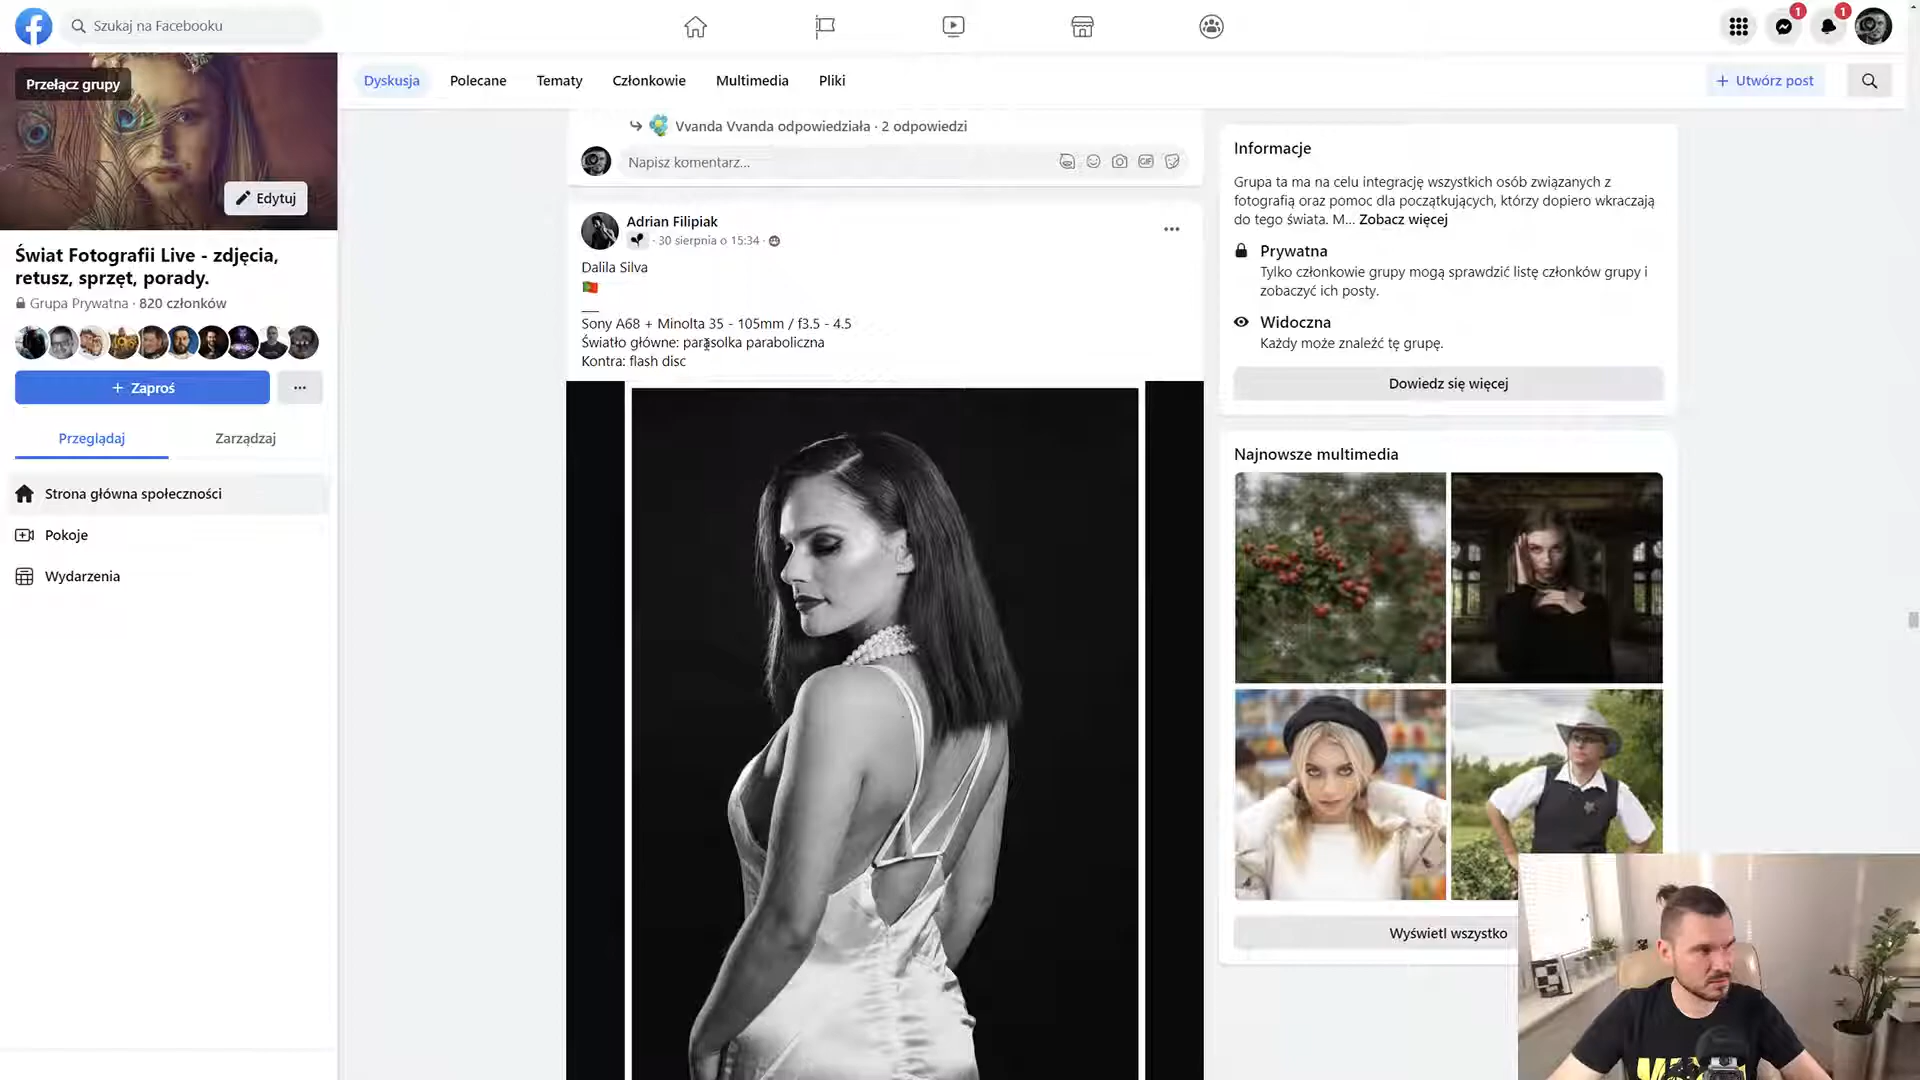 Szukaj na Facebooku
1
1
Przełącz grupy
Edytuj
Świat Fotografii Live - zdjęcia,
retusz, sprzęt, porady.
Grupa Prywatna · 820 członków
+ Zaproś
Przeglądaj
Zarządzaj
Strona główna społeczności
Pokoje
Wydarzenia
Dyskusja
Polecane
Tematy
Członkowie
Multimedia
Pliki
+ Utwórz post
Vvanda Vvanda odpowiedziała · 2 odpowiedzi
Napisz komentarz...
GIF
Adrian Filipiak
· 30 sierpnia o 15:34 ·
Dalila Silva
__
Sony A68 + Minolta 35 - 105mm / f3.5 - 4.5
Światło główne: parasolka paraboliczna
Kontra: flash disc
Informacje
Grupa ta ma na celu integrację wszystkich osób związanych z
fotografią oraz pomoc dla początkujących, którzy dopiero wkraczają
do tego świata. M... Zobacz więcej
Prywatna
Tylko członkowie grupy mogą sprawdzić listę członków grupy i
zobaczyć ich posty.
Widoczna
Każdy może znaleźć tę grupę.
Dowiedz się więcej
Najnowsze multimedia
Wyświetl wszystko